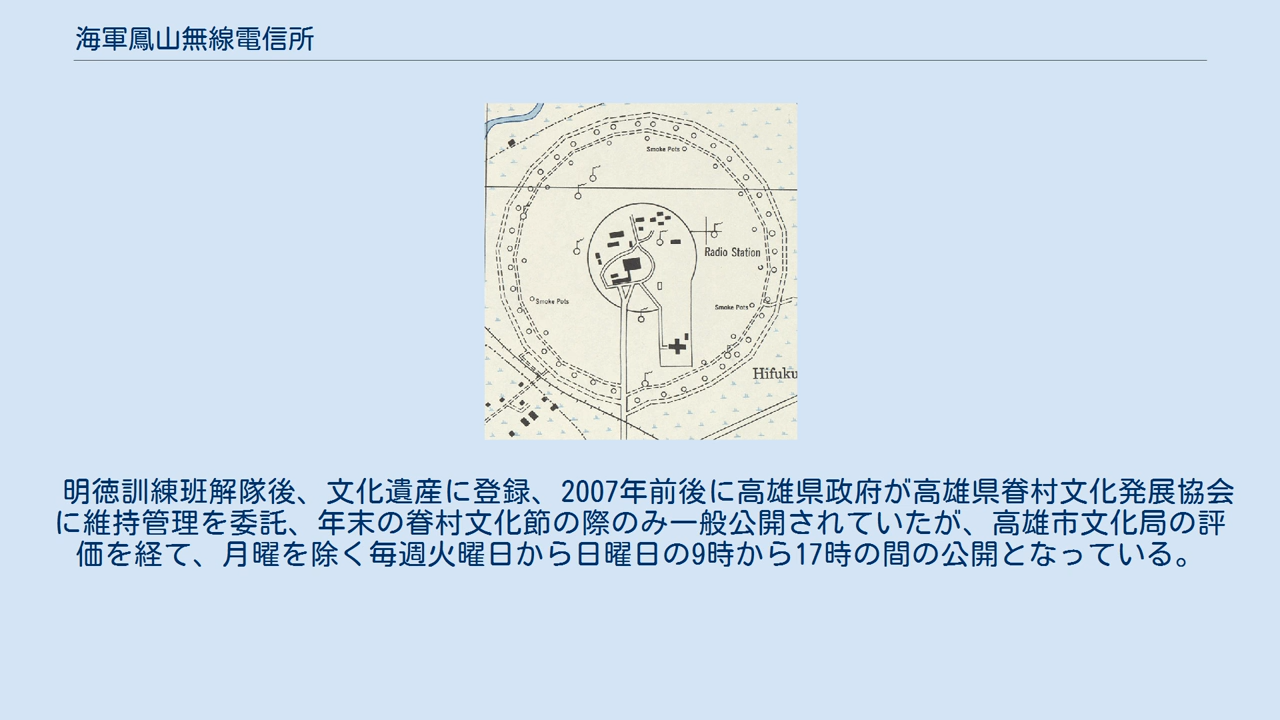 海軍鳳山無線電信所
Smoke Pots
Radio Station
Smoke Pots
Smoke Pots
Hifuku
明徳訓練班解隊後、文化遺産に登録、2007年前後に高雄県政府が高雄県眷村文化発展協会
に維持管理を委託、年末の眷村文化節の際のみ一般公開されていたが、高雄市文化局の評
価を経て、月曜を除く毎週火曜日から日曜日の9時から17時の間の公開となっている。